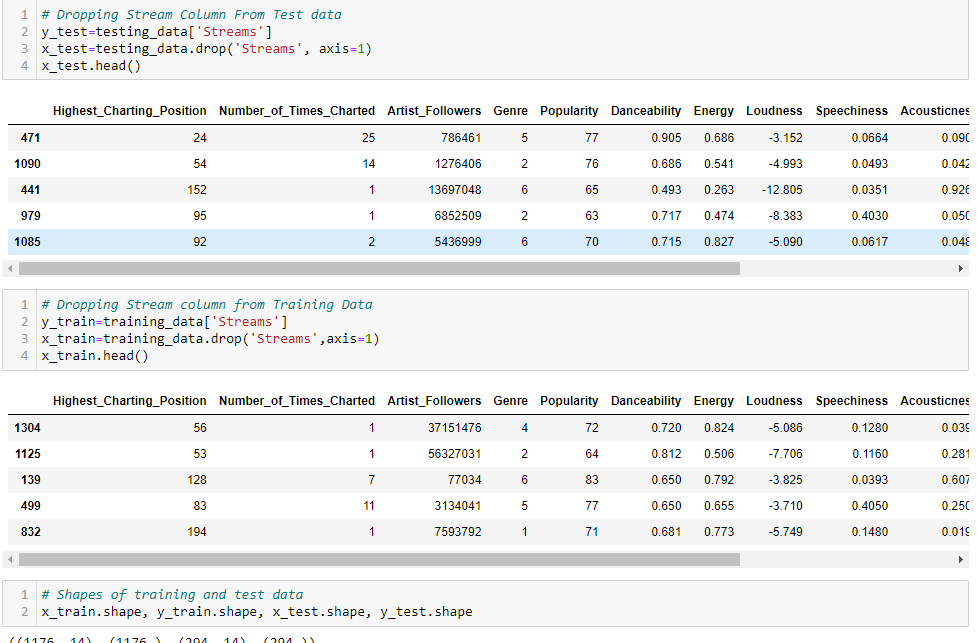 1 # Dropping Stream Column From Test data
2 y_test=testing_data['Streams']
3 x_test=testing_data.drop('Streams', axis=1)
4 x_test.head()
Highest_Charting_Position Number_of_Times_Charted Artist_Followers Genre Popularity Danceability Energy Loudness Speechiness Acousticnes
471 24 25 786461 5 77 0.905 0.686 -3.152 0.0664 0.090
1090 54 14 1276406 2 76 0.686 0.541 -4.993 0.0493 0.042
441 152 1 13697048 6 65 0.493 0.263 -12.805 0.0351 0.926
979 95 1 6852509 2 63 0.717 0.474 -8.383 0.4030 0.050
1085 92 2 5436999 6 70 0.715 0.827 -5.090 0.0617 0.048
1 # Dropping Stream column from Training Data
2 y_train=training_data['Streams']
3 x_train=training_data.drop('Streams',axis=1)
4 x_train.head()
Highest_Charting_Position Number_of_Times_Charted Artist_Followers Genre Popularity Danceability Energy Loudness Speechiness Acousticnes
1304 56 1 37151476 4 72 0.720 0.824 -5.086 0.1280 0.039
1125 53 1 56327031 2 64 0.812 0.506 -7.706 0.1160 0.281
139 128 7 77034 6 83 0.650 0.792 -3.825 0.0393 0.607
499 83 11 3134041 5 77 0.650 0.655 -3.710 0.4050 0.250
832 194 1 7593792 1 71 0.681 0.773 -5.749 0.1480 0.019
1 # Shapes of training and test data
2 x_train.shape, y_train.shape, x_test.shape, y_test.shape
((1176, 14), (1176,), (294, 14), (294,))